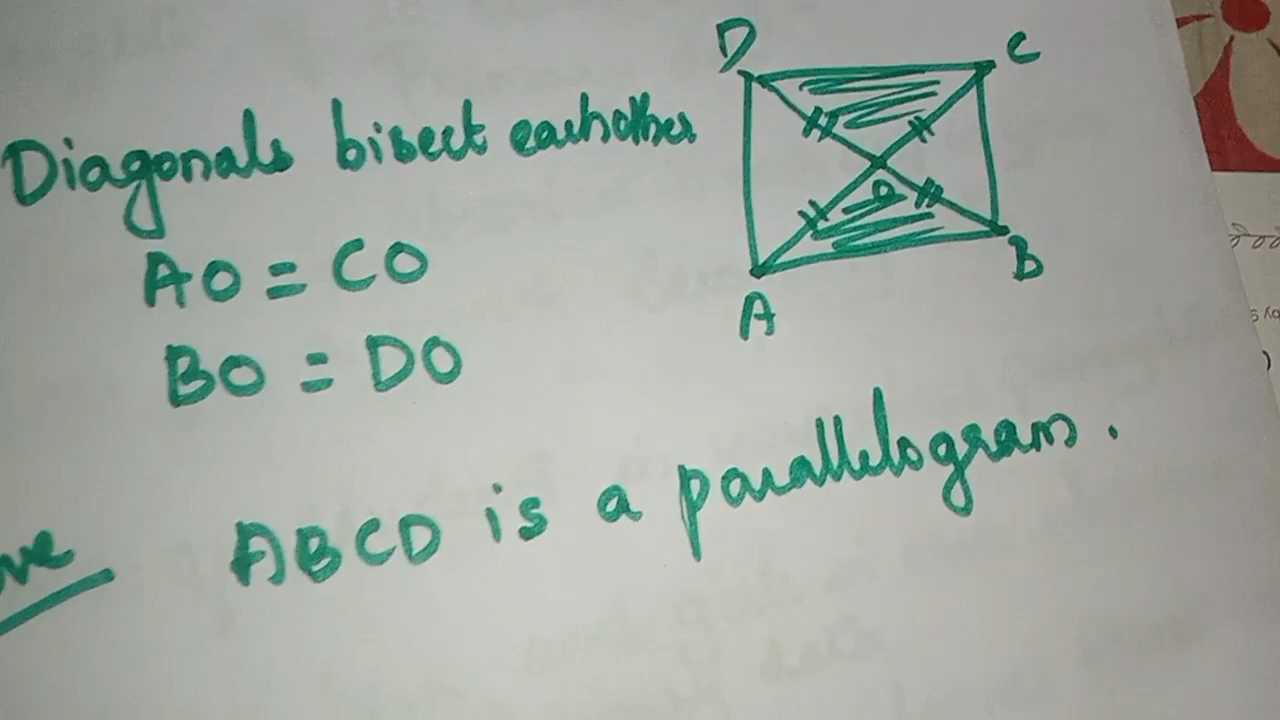 D
C
Diagonals bisect eachother
O
AO = CO
B
A
BO = DO
ABCD is a parallelogram.